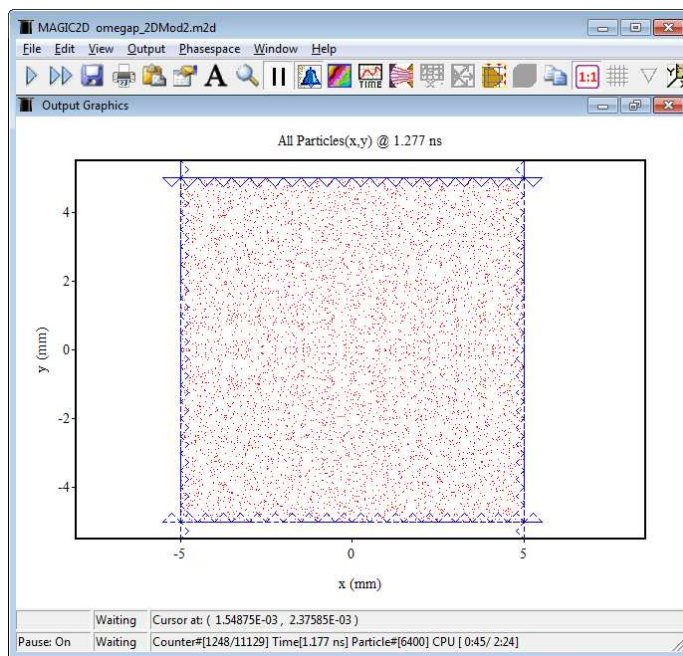 MAGIC2D omegap_2DMod2.m2d
File Edit View Output Phasespace Window Help
A TIME 1:1
Output Graphics
All Particles(x,y) @ 1.277 ns
4
2
0
-2
-4
y (mm)
-5 0 5
x (mm)
Waiting Cursor at: ( 1.54875E-03 , 2.37585E-03 )
Pause: On Waiting Counter#[1248/11129] Time[1.177 ns] Particle#[6400] CPU [ 0:45/ 2:24]